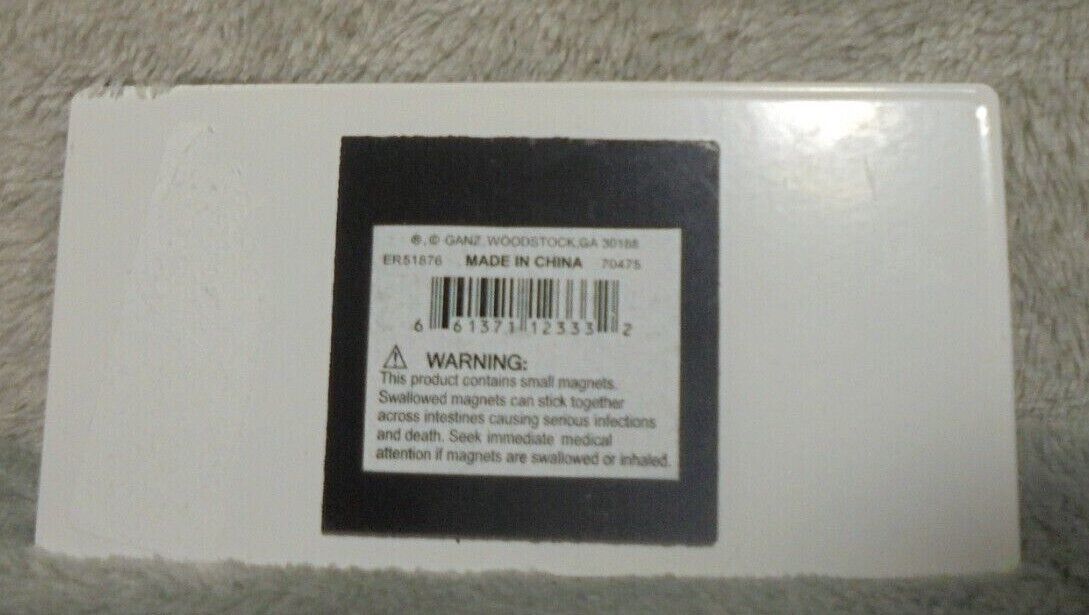 ®, © GANZ, WOODSTOCK, GA 30188
ER51876 MADE IN CHINA 70475
6 61371 12333 2
WARNING:
This product contains small magnets.
Swallowed magnets can stick together
across intestines causing serious infections
and death. Seek immediate medical
attention if magnets are swallowed or inhaled.